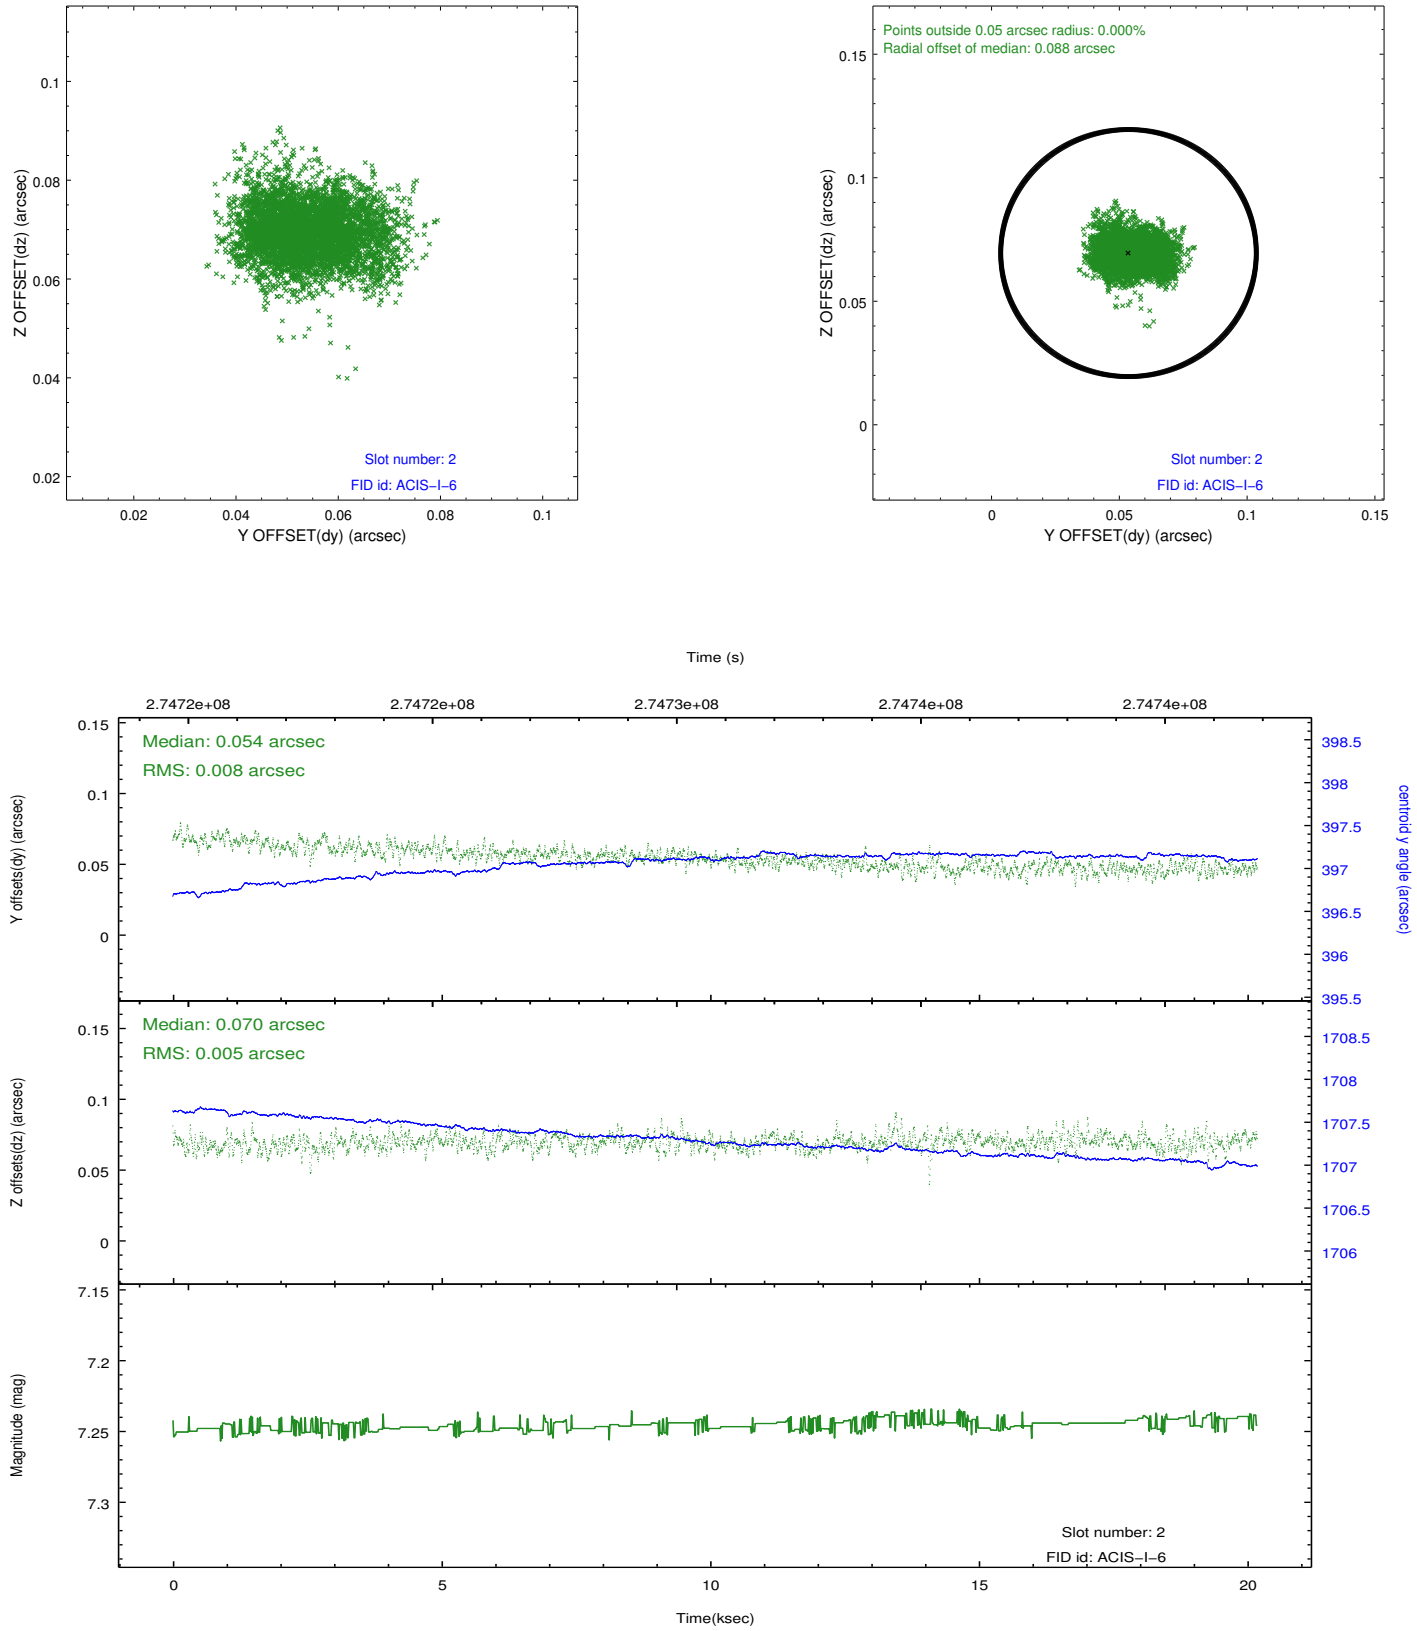 0.1
0.08
0.06
0.04
0.02
Z OFFSET(dz) (arcsec)
0.02 0.04 0.06 0.08 0.1
Y OFFSET(dy) (arcsec)
Slot number: 2
FID id: ACIS−I−6
Points outside 0.05 arcsec radius: 0.000%
Radial offset of median: 0.088 arcsec
0.15
0.1
0.05
0
Z OFFSET(dz) (arcsec)
0 0.05 0.1 0.15
Y OFFSET(dy) (arcsec)
Slot number: 2
FID id: ACIS−I−6
Time (s)
2.7472e+08 2.7472e+08 2.7473e+08 2.7474e+08 2.7474e+08
Median: 0.054 arcsec
RMS: 0.008 arcsec
0.15
0.1
0.05
0
Y offsets(dy) (arcsec)
398.5
398
397.5
397
396.5
396
395.5
centroid y angle (arcsec)
Median: 0.070 arcsec
RMS: 0.005 arcsec
0.15
0.1
0.05
0
Z offsets(dz) (arcsec)
1708.5
1708
1707.5
1707
1706.5
1706
7.15
7.2
7.25
7.3
Magnitude (mag)
Slot number: 2
FID id: ACIS−I−6
0 5 10 15 20
Time(ksec)